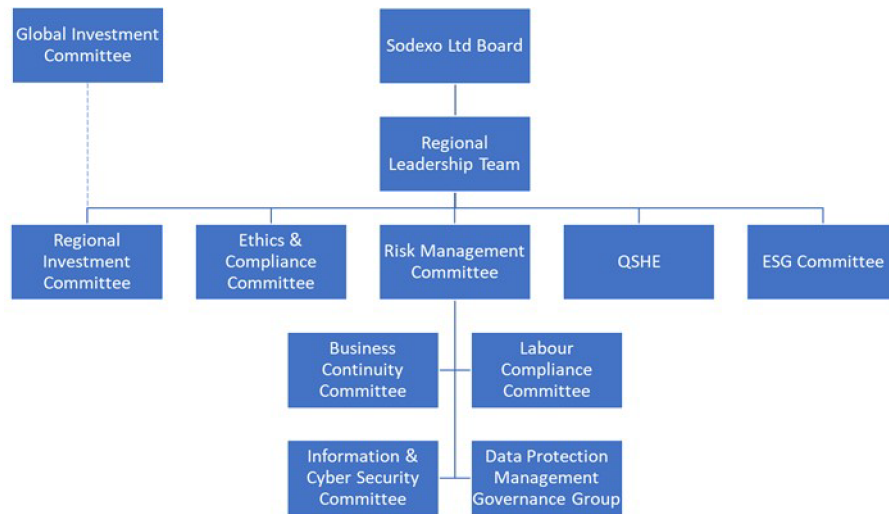 Global Investment
Committee
Sodexo Ltd Board
Regional
Leadership Team
Regional
Investment
Committee
Ethics &
Compliance
Committee
Risk Management
Committee
QSHE
ESG Committee
Business
Continuity
Committee
Labour
Compliance
Committee
Information &
Cyber Security
Committee
Data Protection
Management
Governance Group